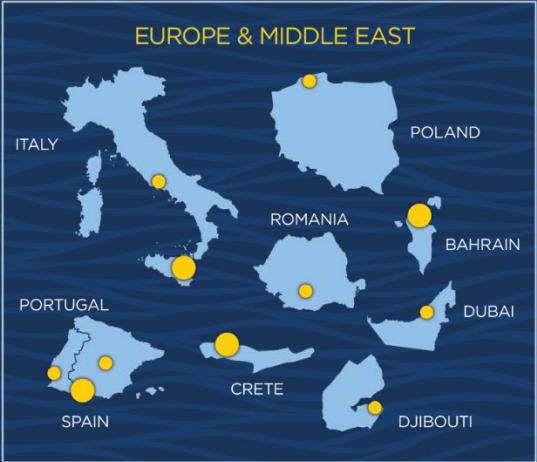 EUROPE & MIDDLE EAST
ITALY
POLAND
ROMANIA
BAHRAIN
PORTUGAL
DUBAI
CRETE
SPAIN
DJIBOUTI